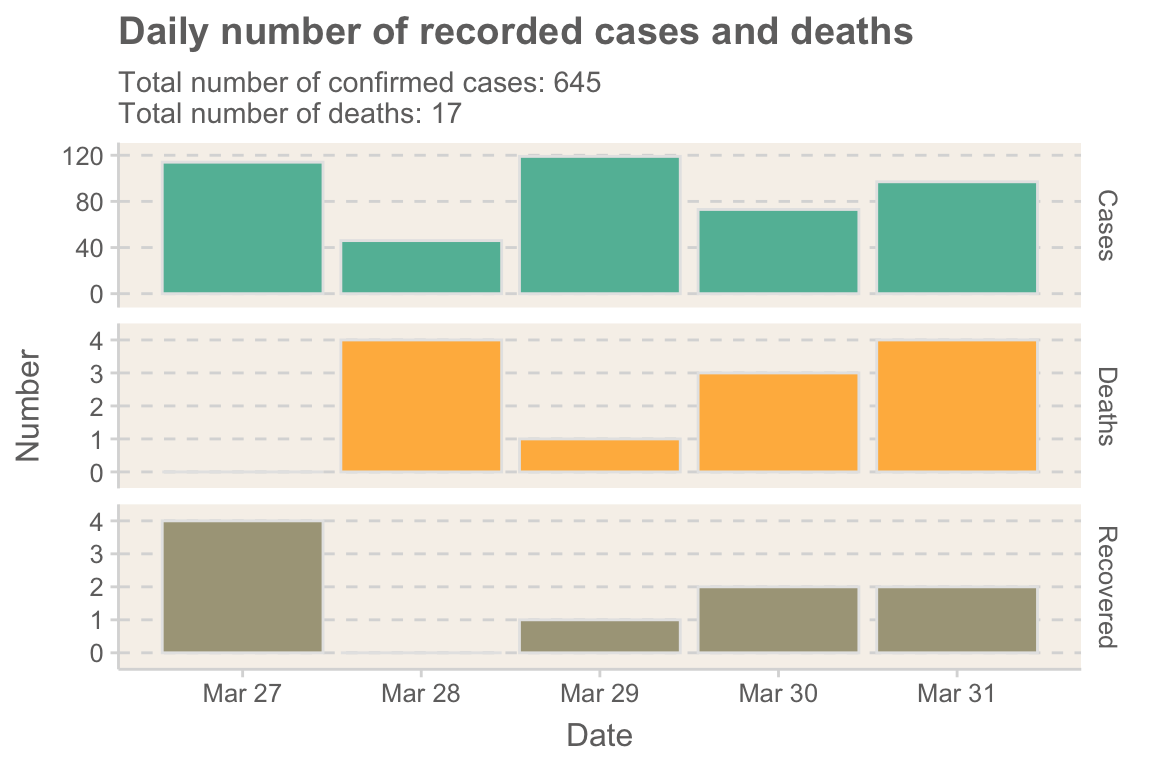 Daily number of recorded cases and deaths
Total number of confirmed cases: 645
Total number of deaths: 17
120
80
40
0
Cases
4
3
2
1
0
Deaths
Number
4
3
2
1
0
Recovered
Mar 27 Mar 28 Mar 29 Mar 30 Mar 31
Date